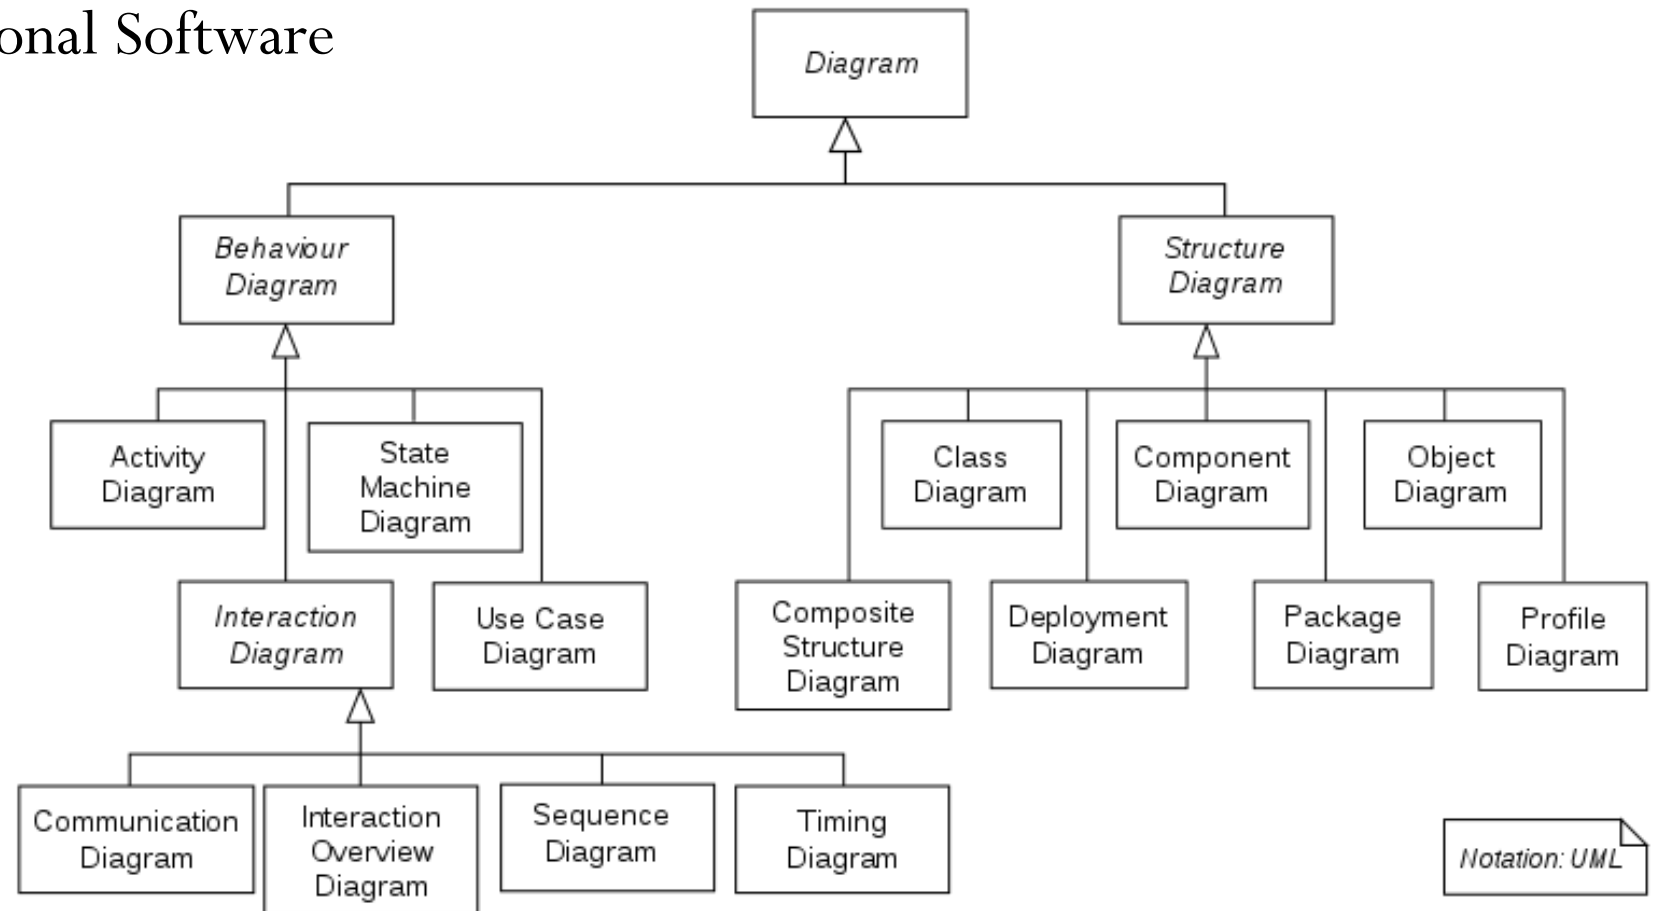 onal Software
Diagram
Behaviour
Diagram
Structure
Diagram
Activity
Diagram
State
Machine
Diagram
Class
Diagram
Component
Diagram
Object
Diagram
Interaction
Diagram
Use Case
Diagram
Composite
Structure
Diagram
Deployment
Diagram
Package
Diagram
Profile
Diagram
Communication
Diagram
Interaction
Overview
Diagram
Sequence
Diagram
Timing
Diagram
Notation: UML